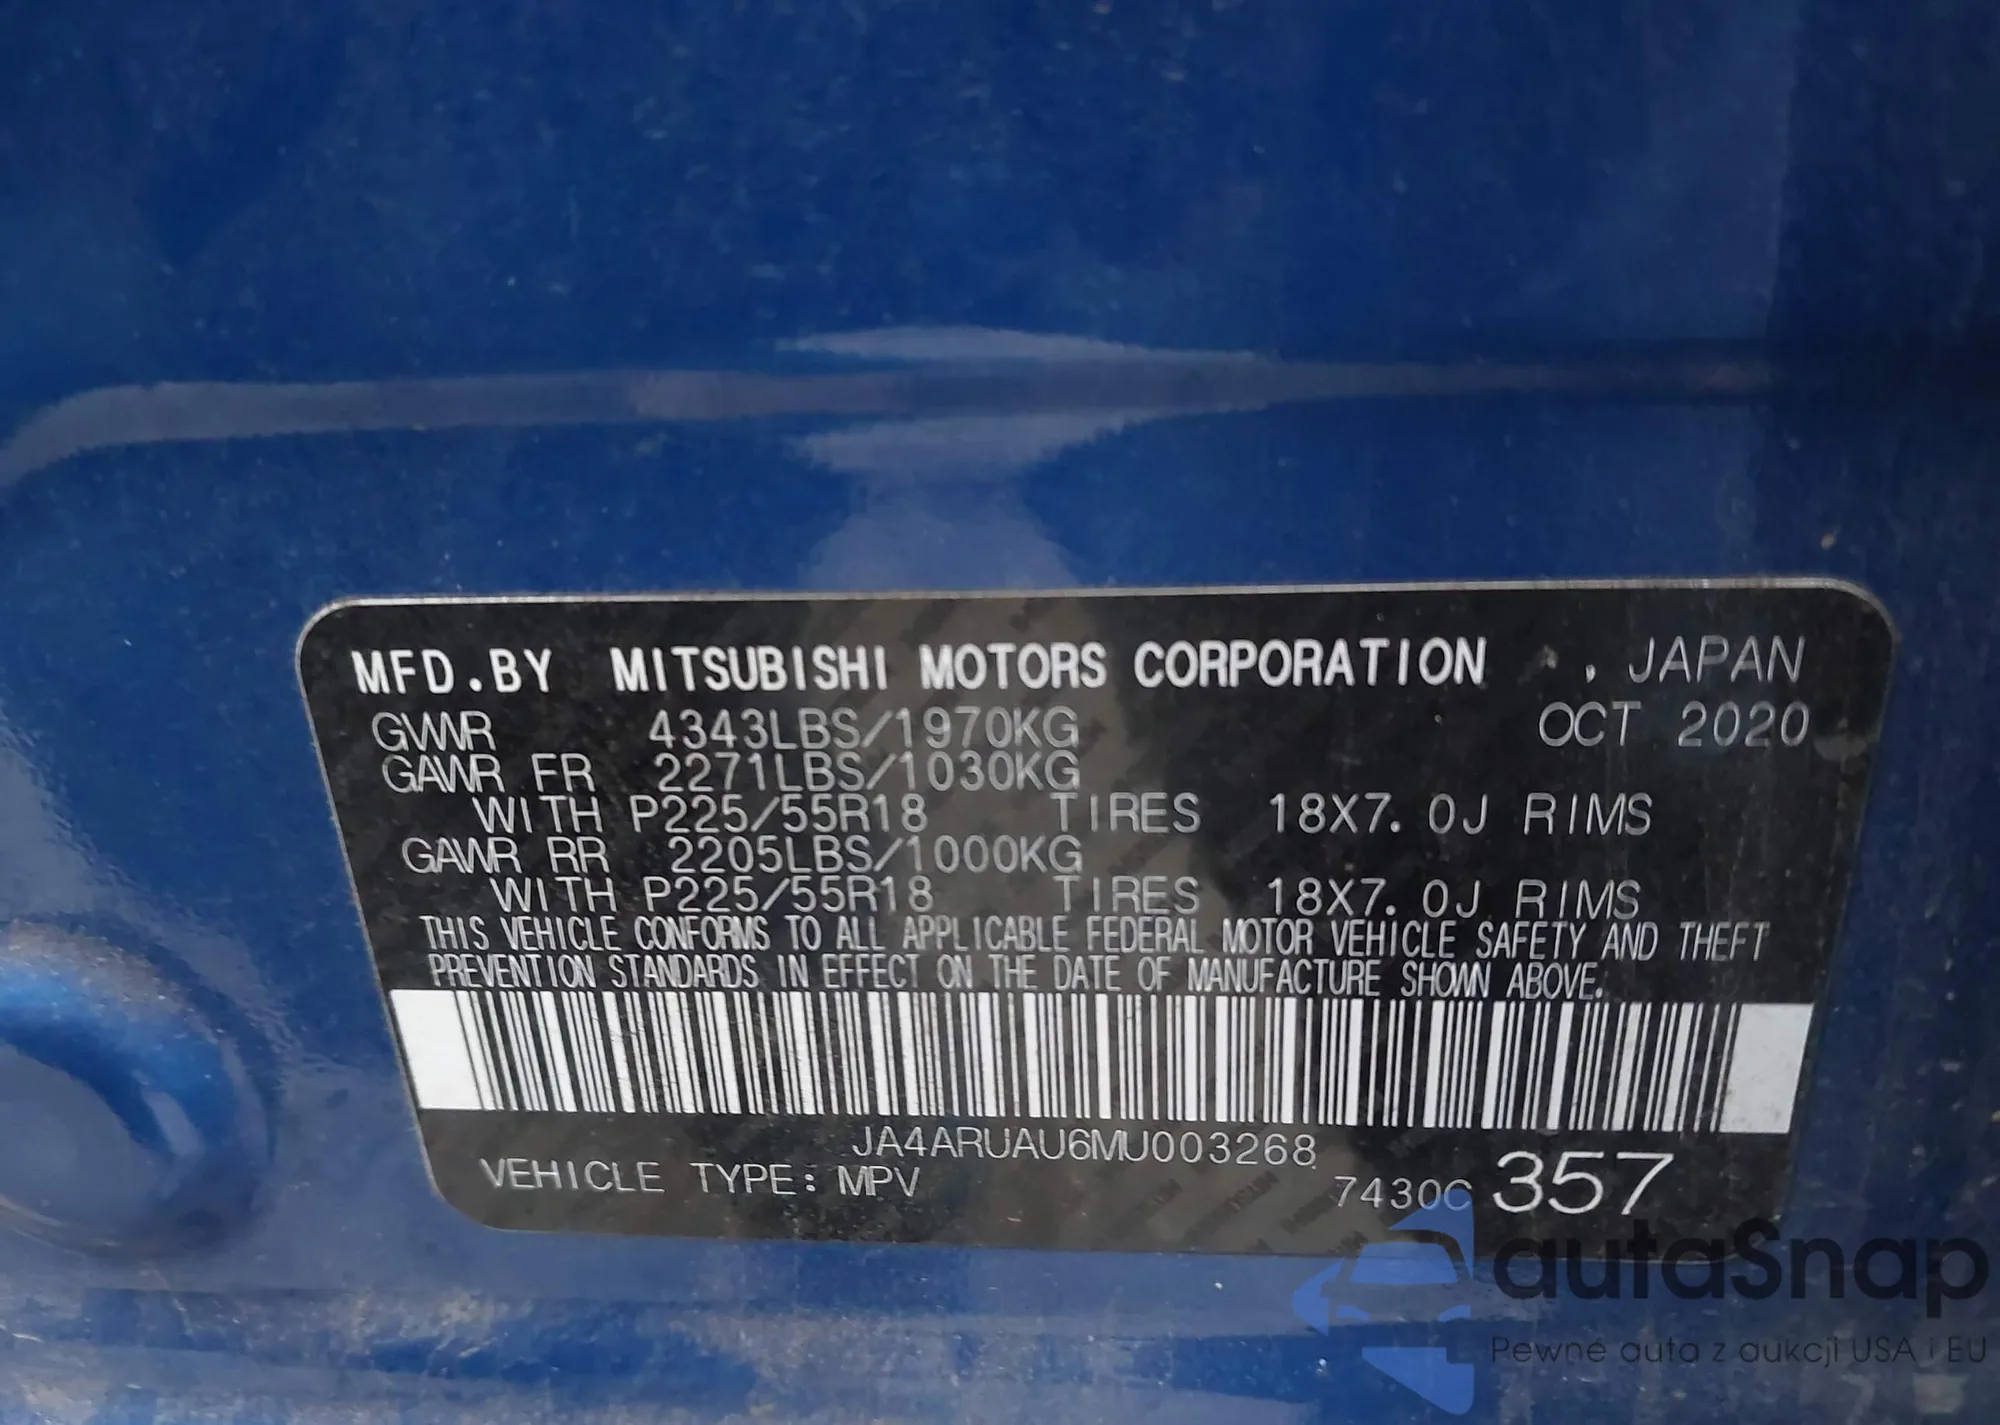 MFD.BY MITSUBISHI MOTORS CORPORATION , JAPAN
GVWR 4343LBS/1970KG OCT 2020
GAWR FR 2271LBS/1030KG
WITH P225/55R18 TIRES 18X7.0J RIMS
GAWR RR 2205LBS/1000KG
WITH P225/55R18 TIRES 18X7.0J RIMS
THIS VEHICLE CONFORMS TO ALL APPLICABLE FEDERAL MOTOR VEHICLE SAFETY AND THEFT
PREVENTION STANDARDS IN EFFECT ON THE DATE OF MANUFACTURE SHOWN ABOVE.
JA4ARUAU6MU003268
VEHICLE TYPE: MPV 7430C 357
autaSnap
Pewne auta z aukcji USA i EU